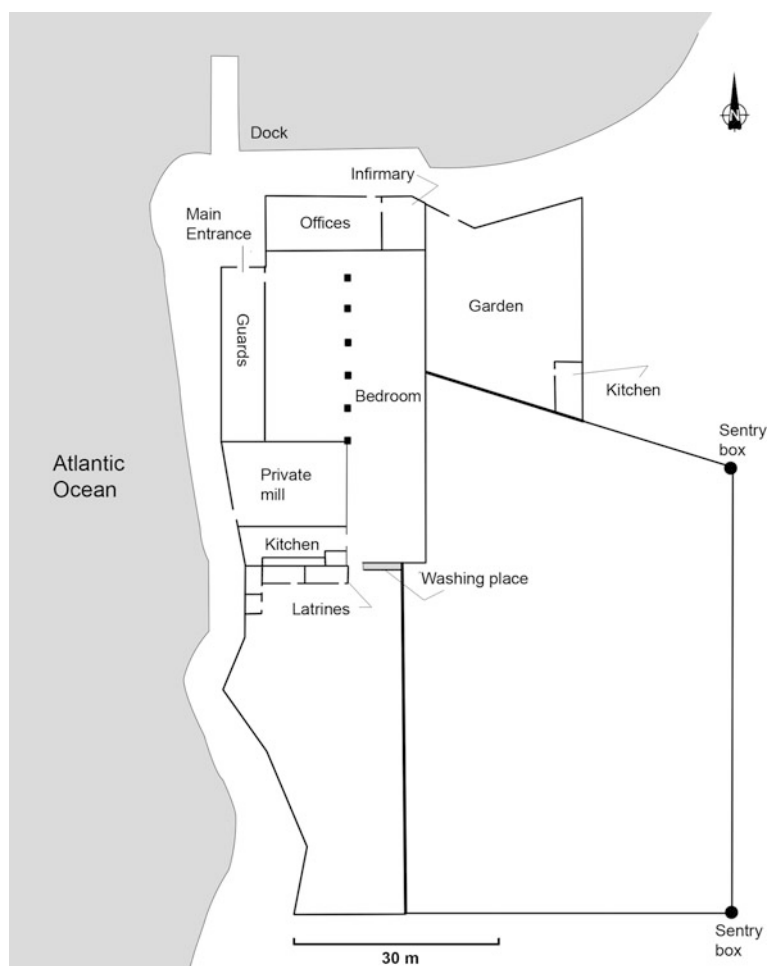 N
Dock
Infirmary
Main
Entrance
Offices
Guards
Garden
Bedroom
Kitchen
Sentry
box
Atlantic
Ocean
Private
mill
Kitchen
Washing place
Latrines
Sentry
box
30 m